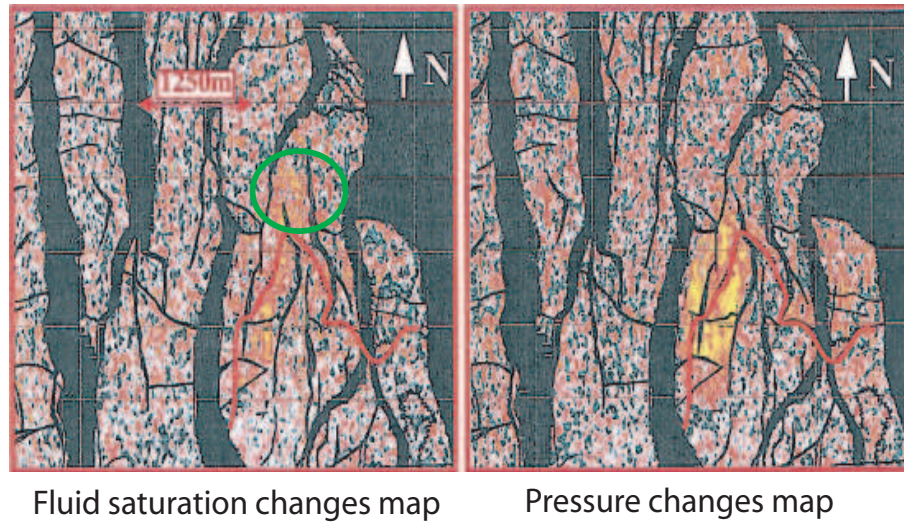 1250m
N
N
Fluid saturation changes map
Pressure changes map